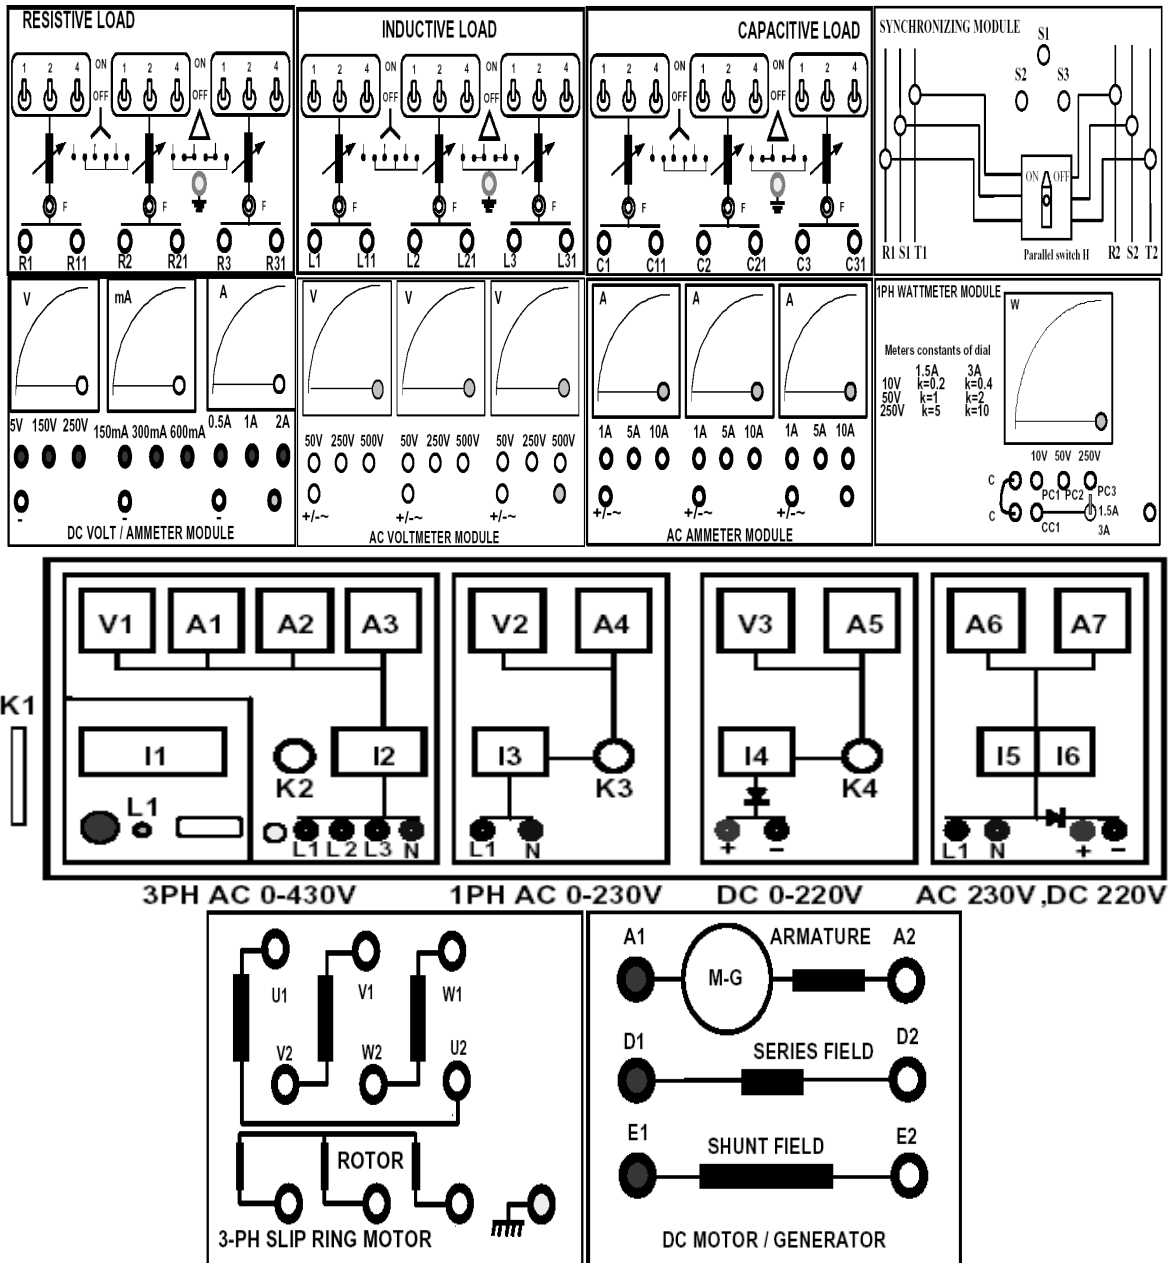 RESISTIVE LOAD
1 2 4 ON 1 2 4 ON 1 2 4
OFF OFF
F F F
R1 R11 R2 R21 R3 R31
INDUCTIVE LOAD
1 2 4 ON 1 2 4 ON 1 2 4
OFF OFF
F F F
L1 L11 L2 L21 L3 L31
CAPACITIVE LOAD
1 2 4 ON 1 2 4 ON 1 2 4
OFF OFF
F F F
C1 C11 C2 C21 C3 C31
SYNCHRONIZING MODULE
S1
S2 S3
ON OFF
R1 S1 T1 Parallel switch H R2 S2 T2
V mA A
5V 150V 250V 150mA 300mA 600mA 0.5A 1A 2A
- - -
DC VOLT / AMMETER MODULE
V V V
50V 250V 500V 50V 250V 500V 50V 250V 500V
+/-~ +/-~ +/-~
AC VOLTMETER MODULE
A A A
1A 5A 10A 1A 5A 10A 1A 5A 10A
+/-~ +/-~ +/-~
AC AMMETER MODULE
1PH WATTMETER MODULE
W
Meters constants of dial
1.5A 3A
10V k=0.2 k=0.4
50V k=1 k=2
250V k=5 k=10
10V 50V 250V
C PC1 PC2 PC3
C CC1 1.5A
3A
K1
V1 A1 A2 A3
I1 K2 I2
L1
L1 L2 L3 N
3PH AC 0-430V
V2 A4
I3 K3
L1 N
1PH AC 0-230V
V3 A5
I4 K4
+ -
DC 0-220V
A6 A7
I5 I6
L1 N + -
AC 230V,DC 220V
U1 V1 W1
V2 W2 U2
ROTOR
3-PH SLIP RING MOTOR
A1 ARMATURE A2
M-G
D1 SERIES FIELD D2
E1 SHUNT FIELD E2
DC MOTOR / GENERATOR